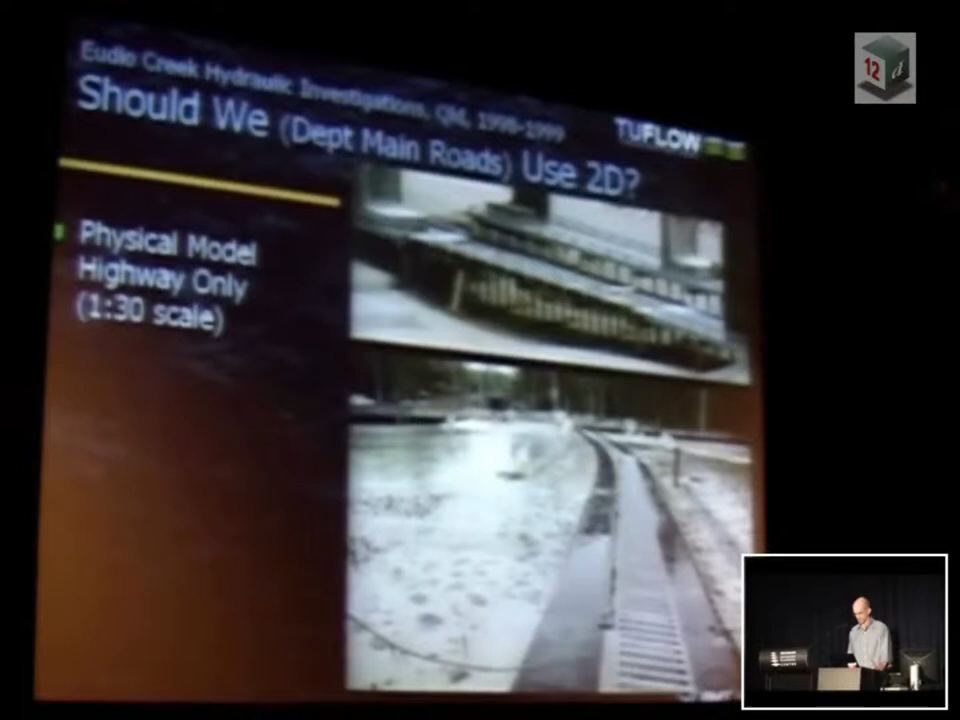 Eudlo Creek Hydraulic Investigations, Qld, 1998-1999
Should We (Dept Main Roads) Use 2D?
TUFLOW
Physical Model
Highway Only
(1:30 scale)
12d